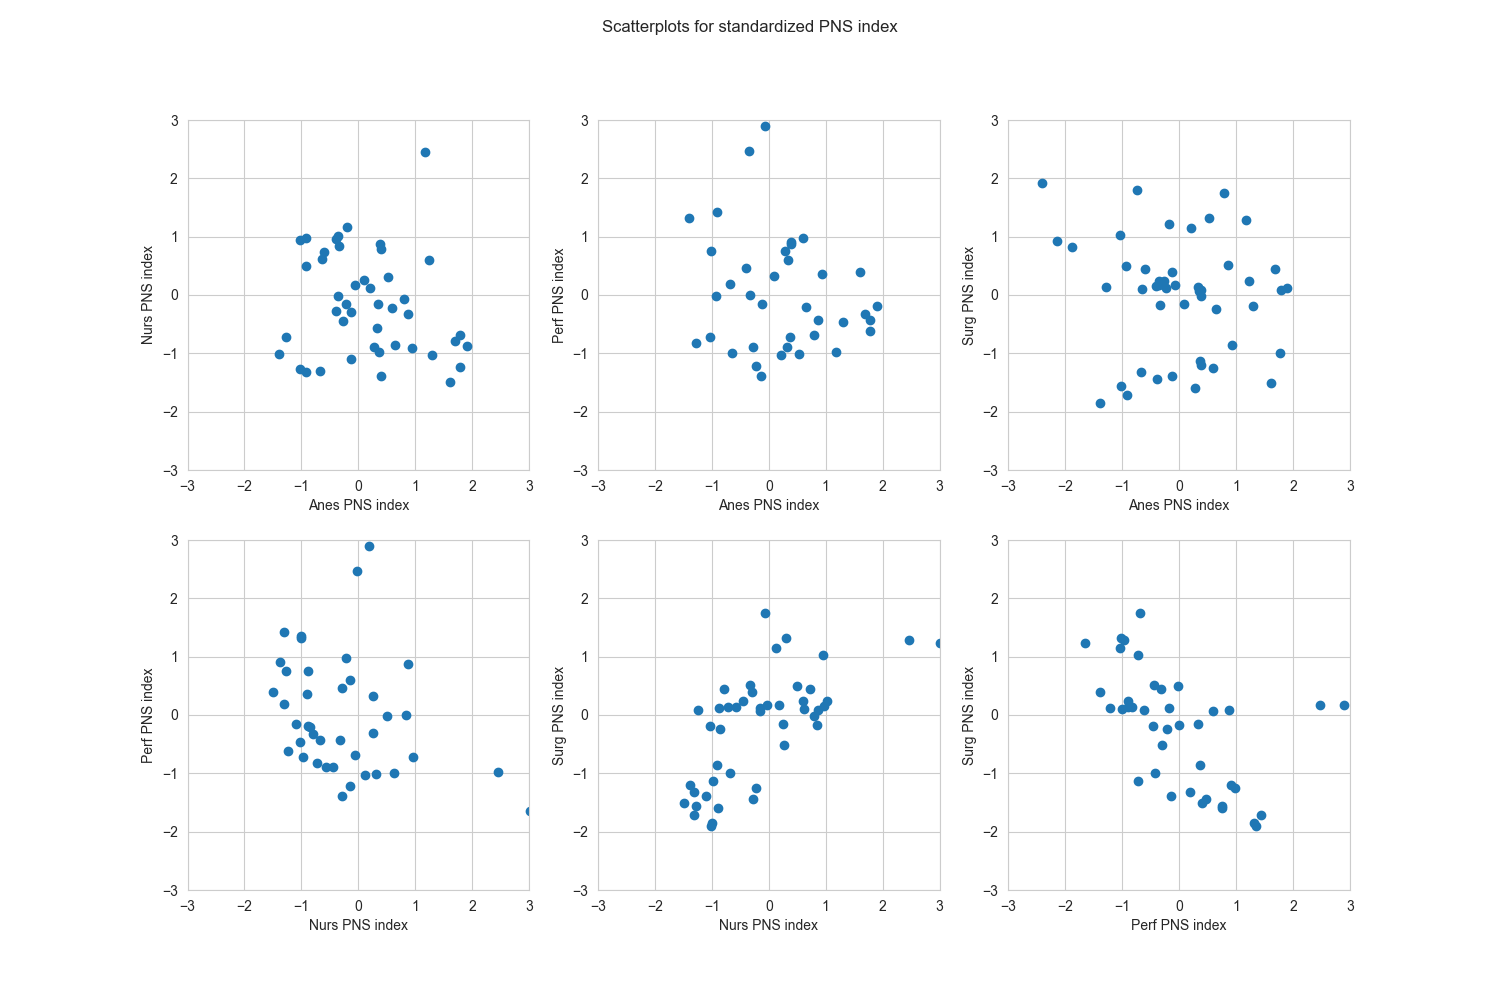 Scatterplots for standardized PNS index
3 3 3
2 2 2
1 1 1
0 0 0
−1 −1 −1
−2 −2 −2
−3 −3 −3
Nurs PNS index Perf PNS index Surg PNS index
−3 −2 −1 0 1 2 3 −3 −2 −1 0 1 2 3 −3 −2 −1 0 1 2 3
Anes PNS index Anes PNS index Anes PNS index
3 3 3
2 2 2
1 1 1
0 0 0
−1 −1 −1
−2 −2 −2
−3 −3 −3
Perf PNS index Surg PNS index Surg PNS index
−3 −2 −1 0 1 2 3 −3 −2 −1 0 1 2 3 −3 −2 −1 0 1 2 3
Nurs PNS index Nurs PNS index Perf PNS index